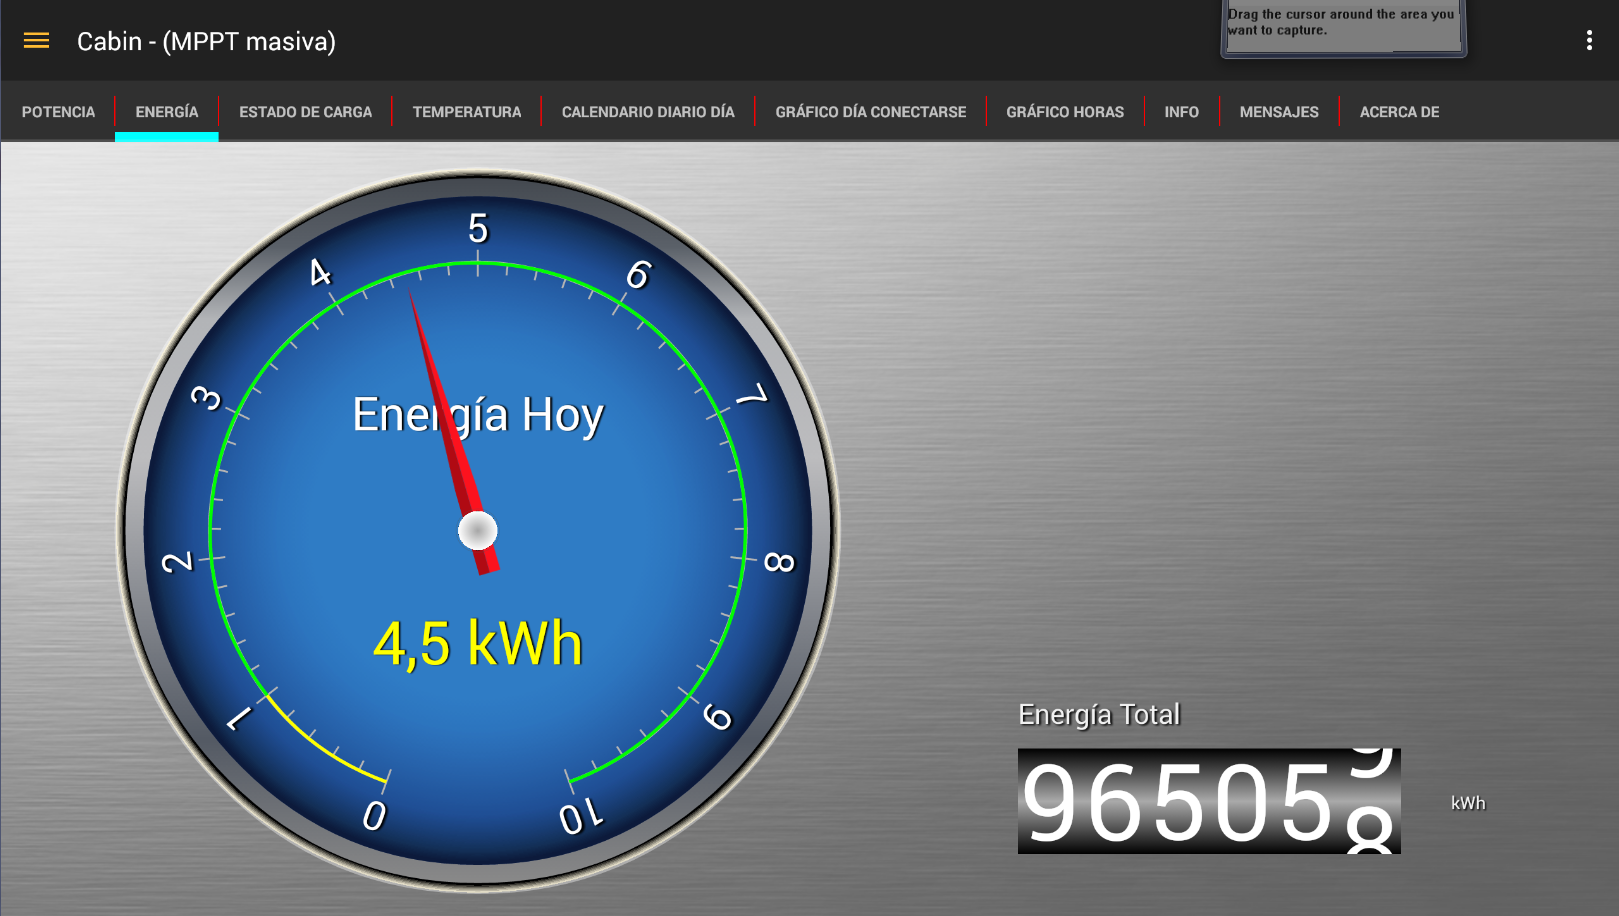 Cabin - (MPPT masiva)
Drag the cursor around the area you
want to capture.
POTENCIA
ENERGÍA
ESTADO DE CARGA
TEMPERATURA
CALENDARIO DIARIO DÍA
GRÁFICO DÍA CONECTARSE
GRÁFICO HORAS
INFO
MENSAJES
ACERCA DE
0
1
2
3
4
5
6
7
8
9
10
Energía Hoy
4,5 kWh
Energía Total
96505
kWh